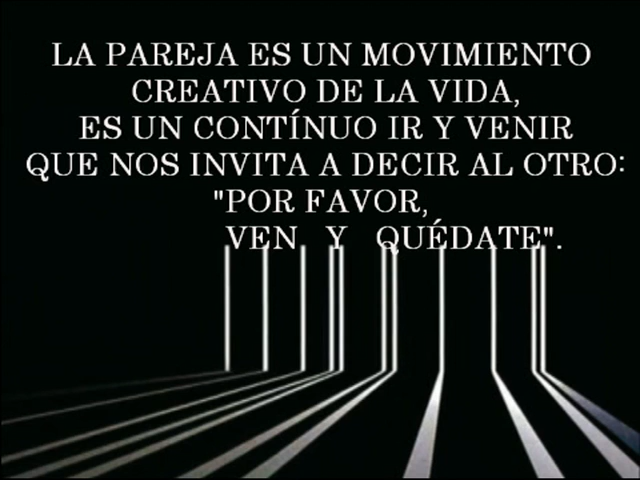 LA PAREJA ES UN MOVIMIENTO
CREATIVO DE LA VIDA,
ES UN CONTÍNUO IR Y VENIR
QUE NOS INVITA A DECIR AL OTRO:
"POR FAVOR,
VEN Y QUÉDATE".